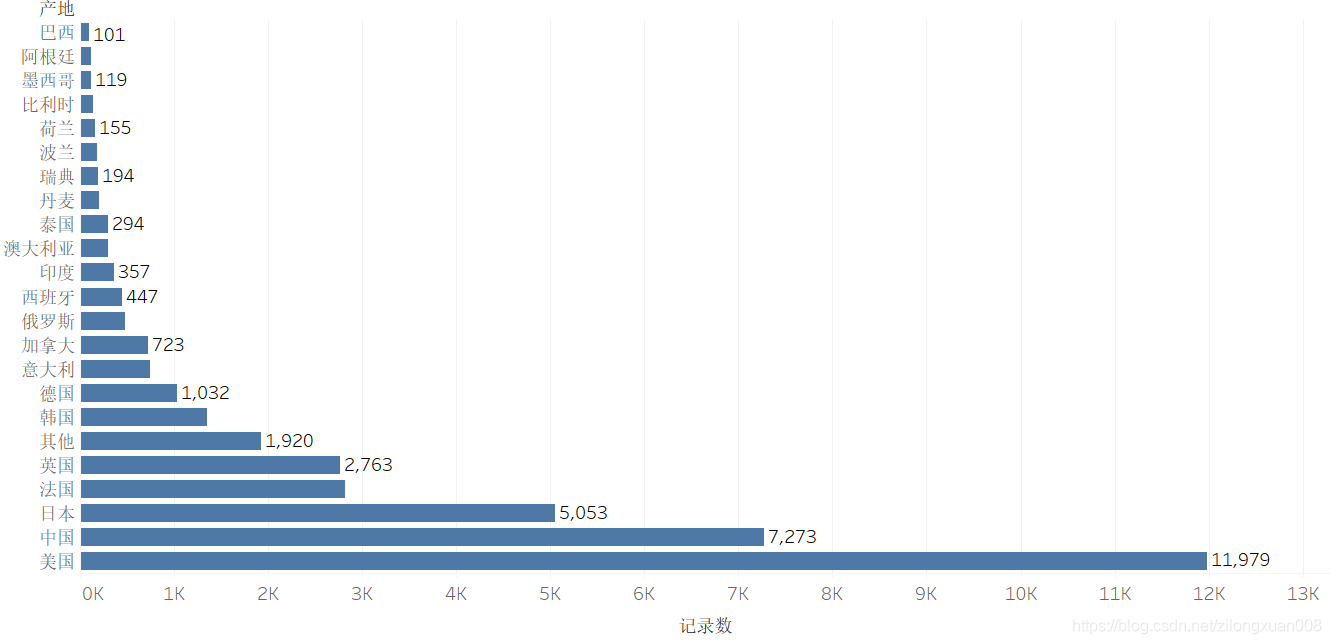 产地
巴西 101
阿根廷
墨西哥 119
比利时
荷兰 155
波兰
瑞典 194
丹麦
泰国 294
澳大利亚
印度 357
西班牙 447
俄罗斯
加拿大 723
意大利
德国 1,032
韩国
其他 1,920
英国 2,763
法国
日本 5,053
中国 7,273
美国 11,979
0K 1K 2K 3K 4K 5K 6K 7K 8K 9K 10K 11K 12K 13K
记录数
https://blog.csdn.net/zilongxuan008